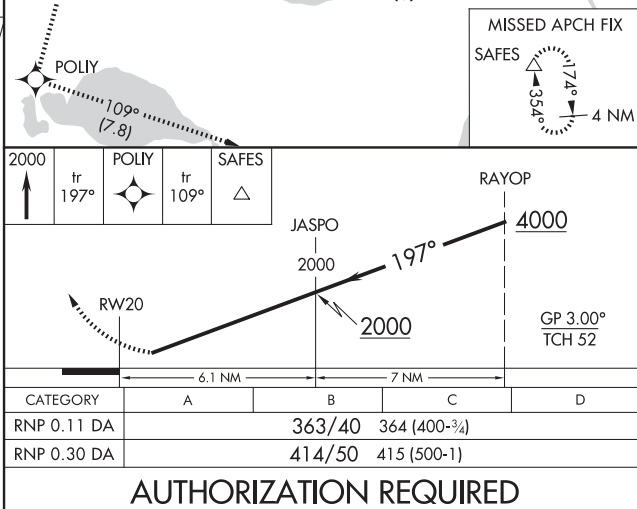 MISSED APCH FIX
SAFES
174°
354°
4 NM
POLIY
109°
(7.8)
2000
tr
197°
POLIY
tr
109°
SAFES
RAYOP
4000
JASPO
2000
197°
2000
RW20
GP 3.00°
TCH 52
6.1 NM
7 NM
CATEGORY A B C D
RNP 0.11 DA 363/40 364 (400-¾)
RNP 0.30 DA 414/50 415 (500-1)
AUTHORIZATION REQUIRED